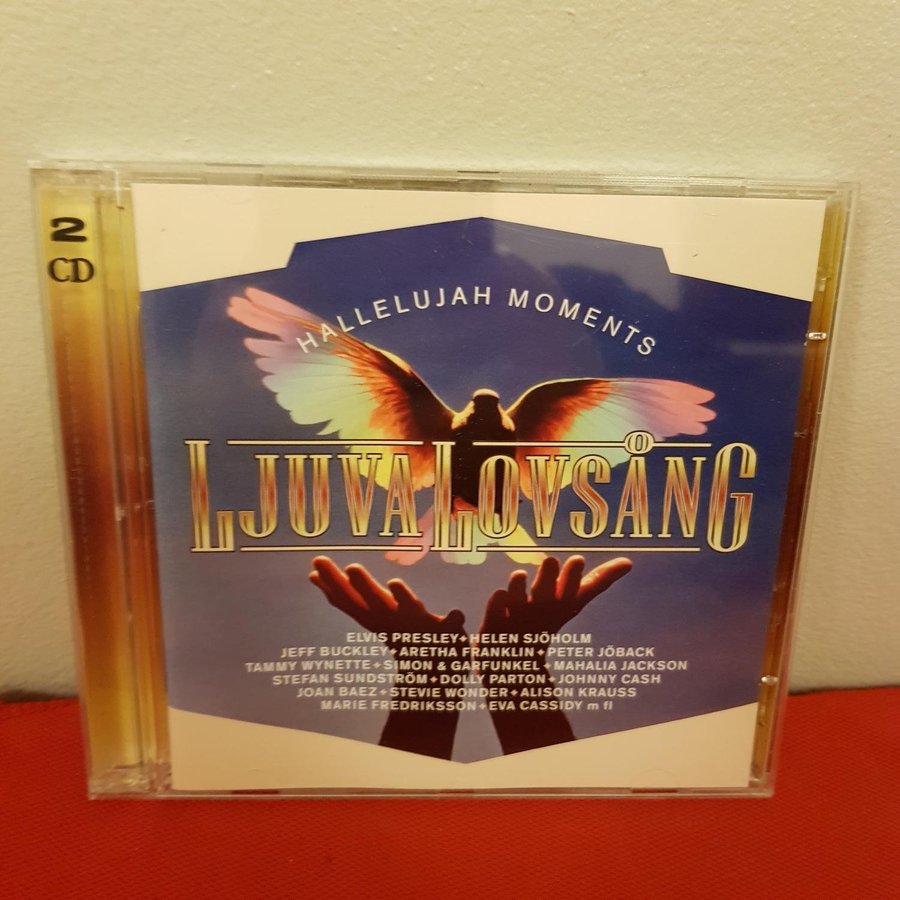 2
CD
HALLELUJAH MOMENTS
LJUVA LOVSÅNG
ELVIS PRESLEY + HELEN SJÖHOLM
JEFF BUCKLEY + ARETHA FRANKLIN + PETER JÖBACK
TAMMY WYNETTE + SIMON & GARFUNKEL + MAHALIA JACKSON
STEFAN SUNDSTRÖM + DOLLY PARTON + JOHNNY CASH
JOAN BAEZ + STEVIE WONDER + ALISON KRAUSS
MARIE FREDRIKSSON + EVA CASSIDY m fl